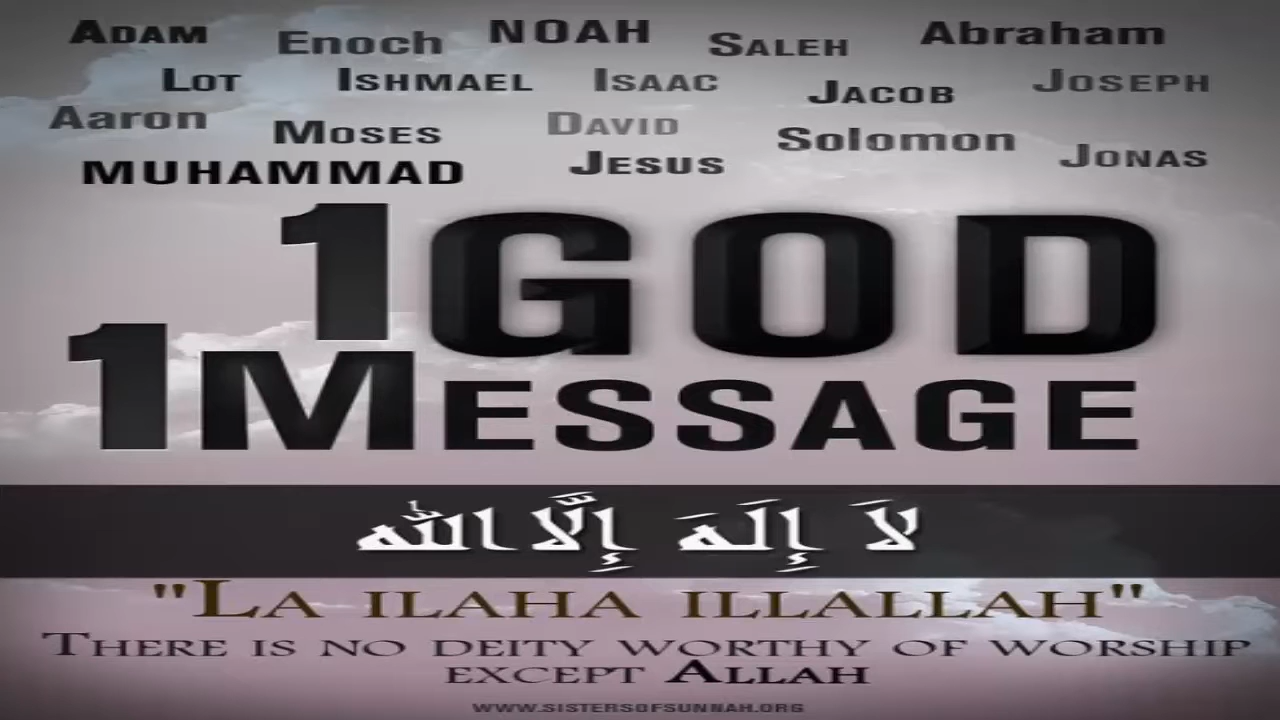 ADAM Enoch NOAH SALEH Abraham
LOT ISHMAEL ISAAC JACOB JOSEPH
Aaron MOSES DAVID Solomon JONAS
MUHAMMAD JESUS
1GOD
1MESSAGE
لاَ إِلَهَ إِلَّا اللّٰه
"LA ILAHA ILLALLAH"
THERE IS NO DEITY WORTHY OF WORSHIP
EXCEPT ALLAH
WWW.SISTERSOFSUNNAH.ORG